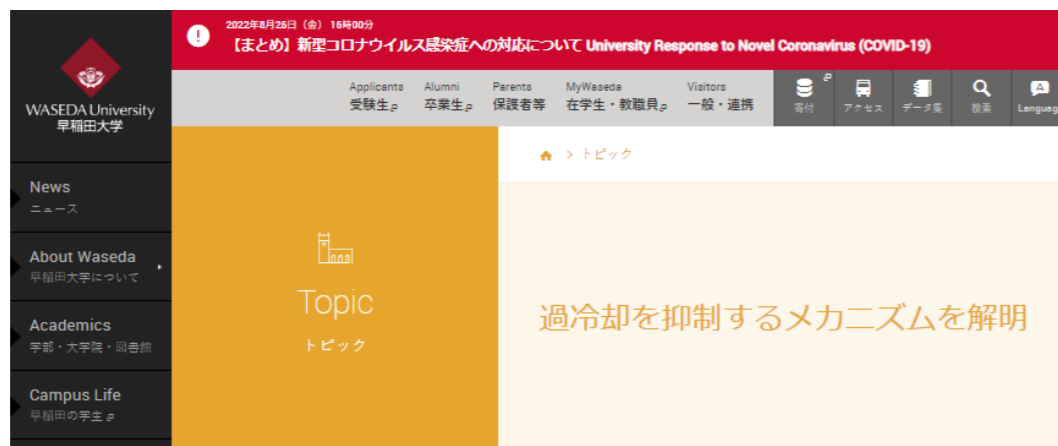 2022年8月26日（金） 16時00分
【まとめ】新型コロナウイルス感染症への対応について University Response to Novel Coronavirus (COVID-19)
WASEDA University
早稲田大学
Applicants
受験生
Alumni
卒業生
Parents
保護者等
MyWaseda
在学生・教職員
Visitors
一般・連携
寄付
アクセス
データ集
検索
Languag
News
ニュース
About Waseda
早稲田大学について
Academics
学部・大学院・図書館
Campus Life
早稲田の学生
> トピック
Topic
トピック
過冷却を抑制するメカニズムを解明